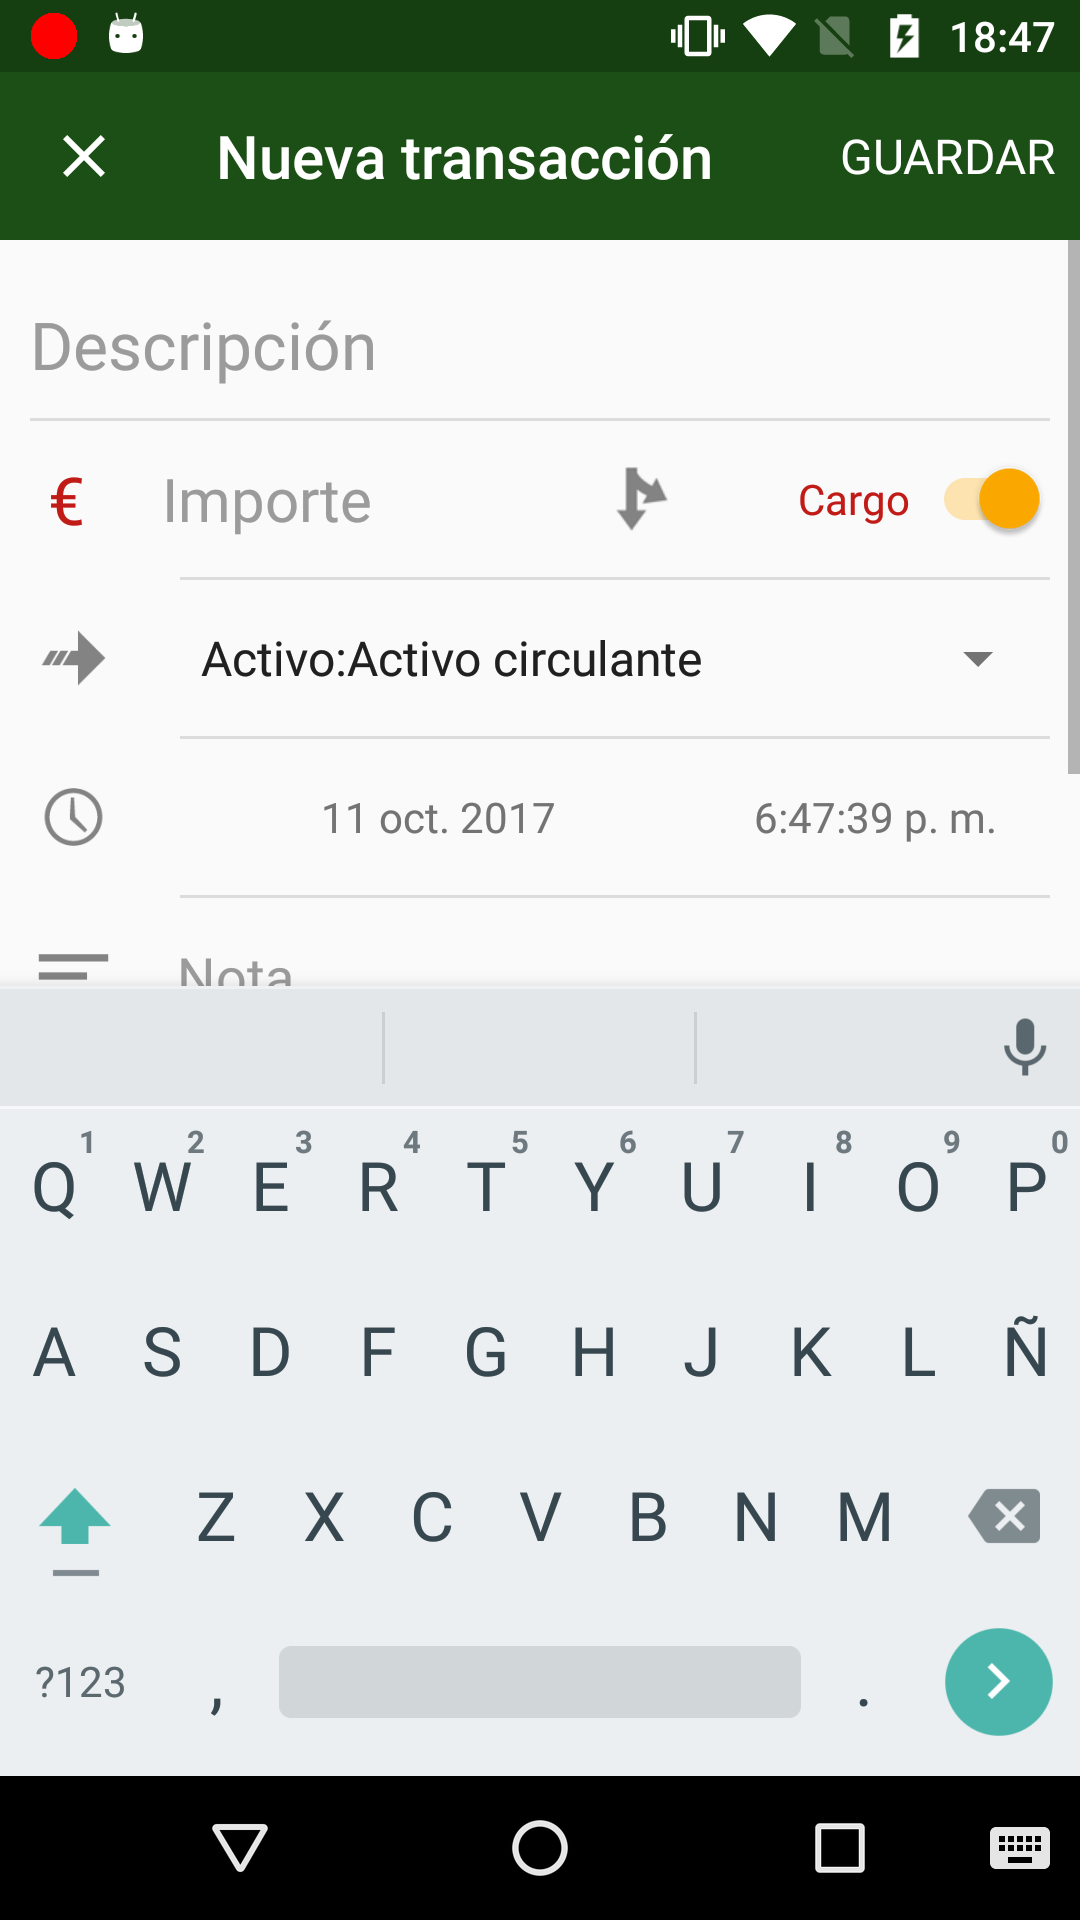 18:47
Nueva transacción GUARDAR
Descripción
€ Importe Cargo
Activo:Activo circulante
11 oct. 2017 6:47:39 p. m.
Nota
1 2 3 4 5 6 7 8 9 0
Q W E R T Y U I O P
A S D F G H J K L Ñ
Z X C V B N M
?123 , .